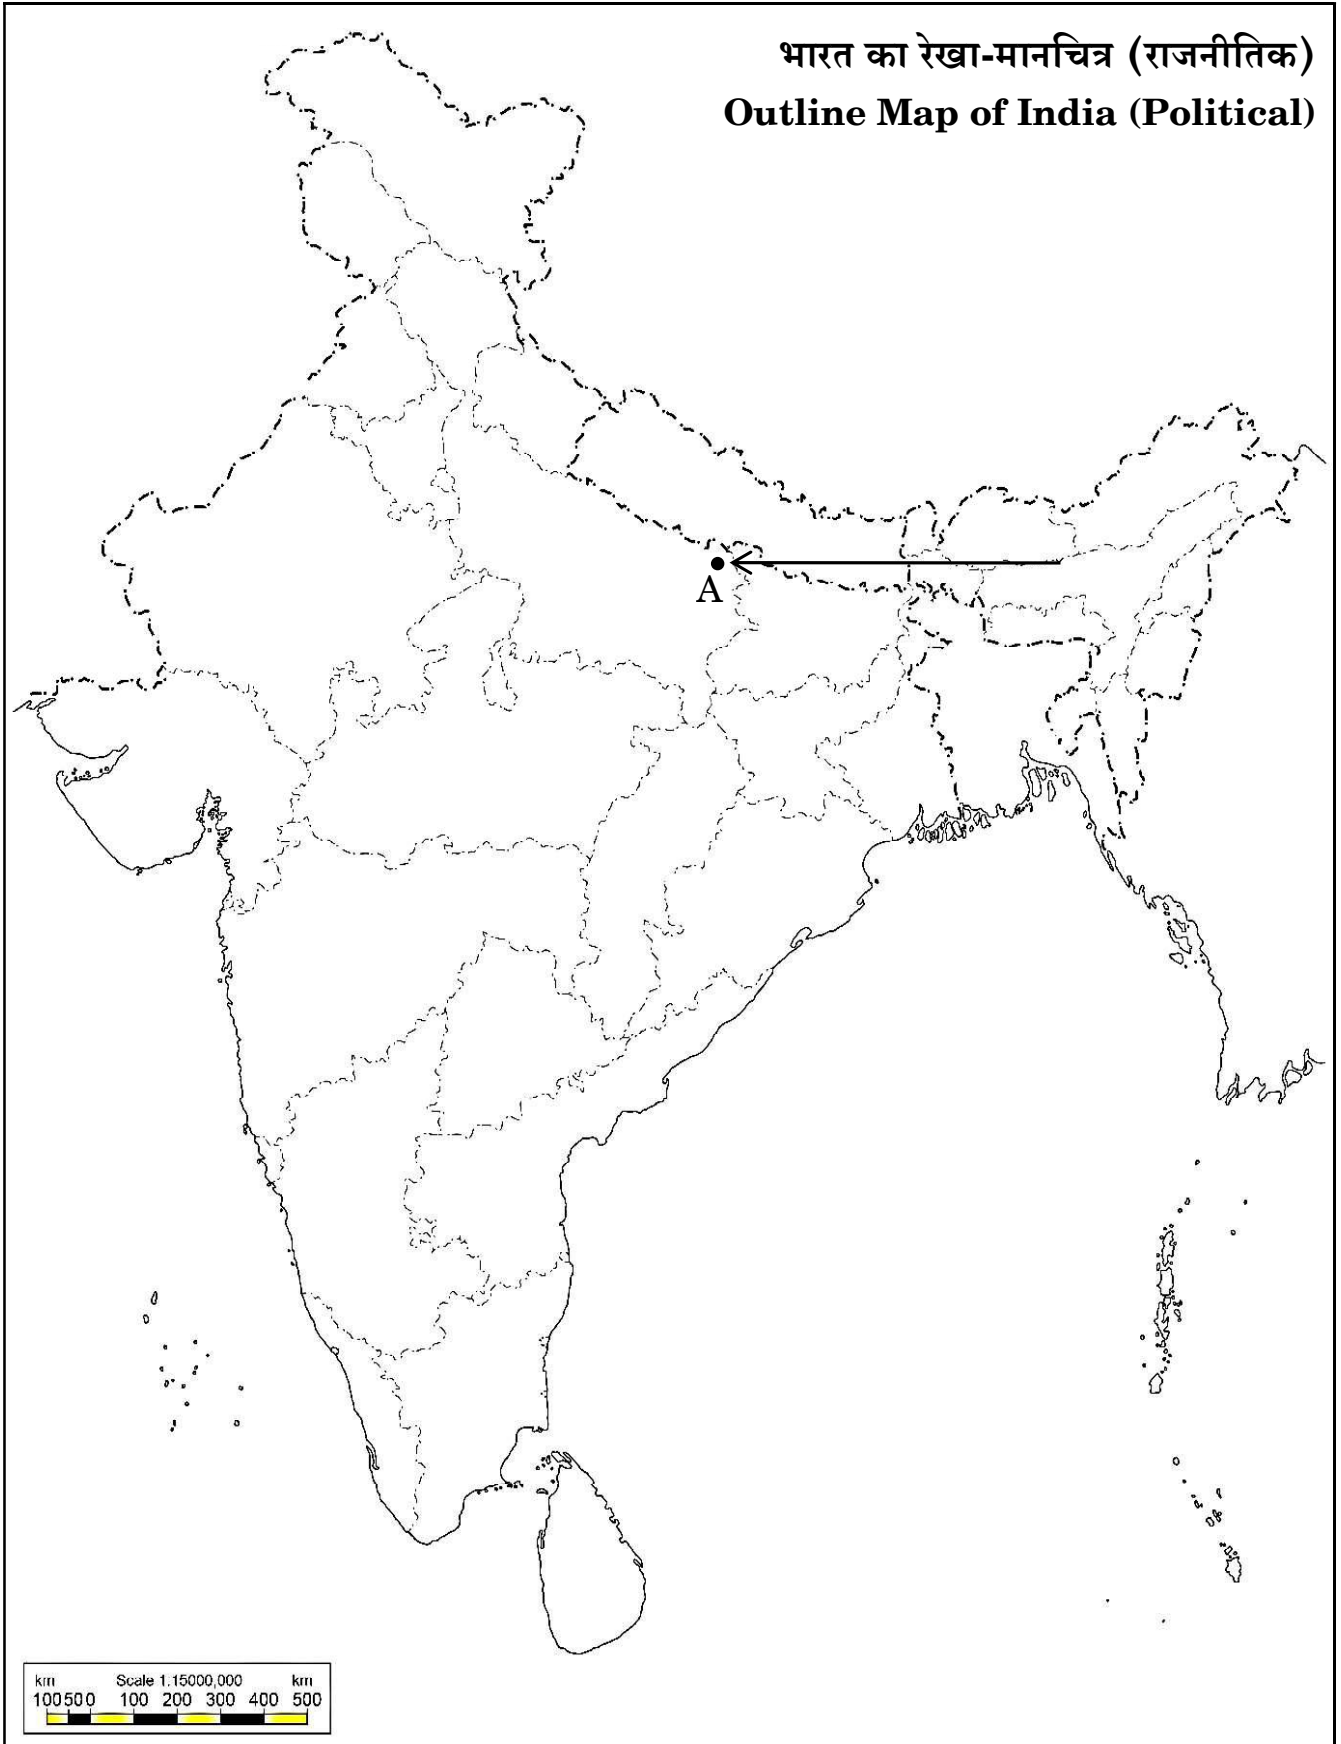 भारत का रेखा-मानचित्र (राजनीतिक)
Outline Map of India (Political)
A
km Scale 1:15000,000 km
100 50 0 100 200 300 400 500